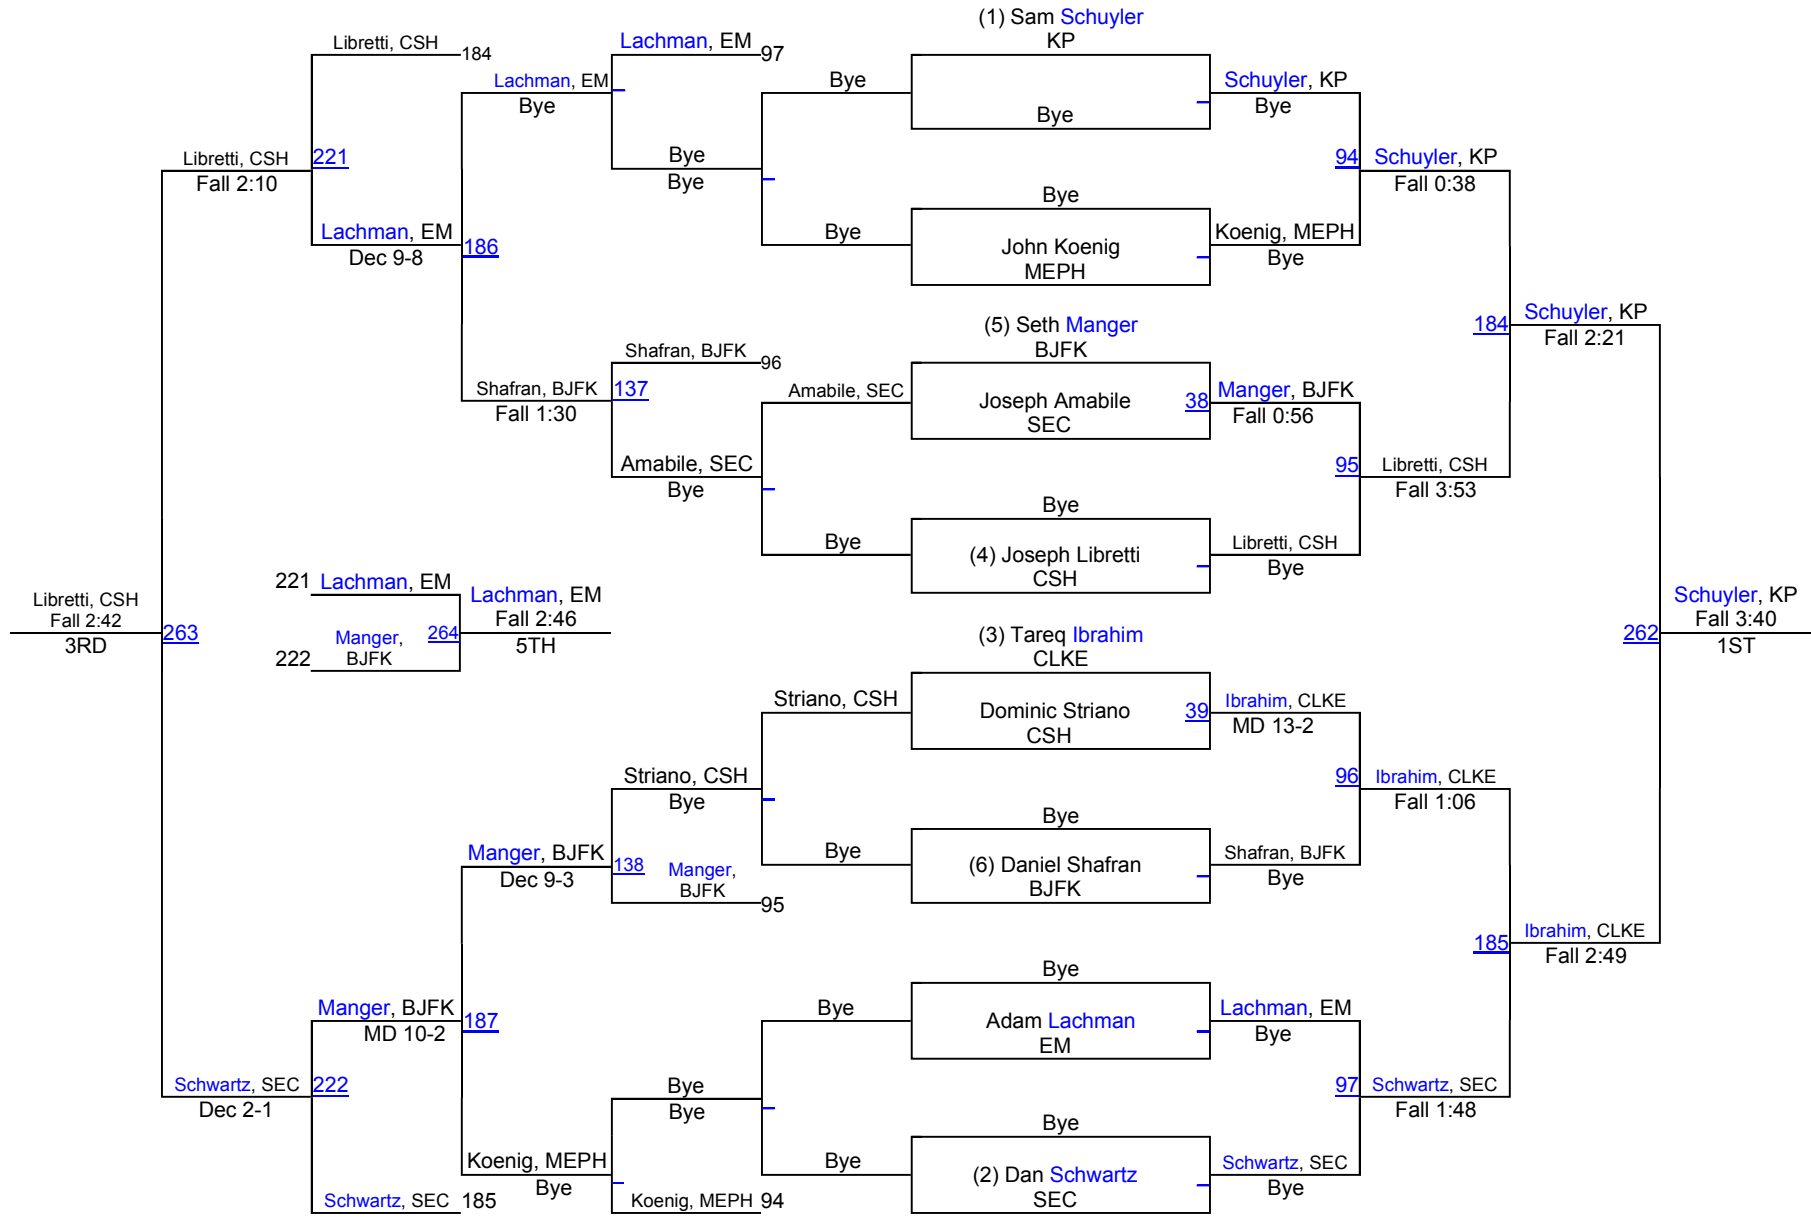 (1) Sam Schuyler
KP
Libretti, CSH
184
Lachman, EM
97
Lachman, EM
Bye
Bye
Bye
Schuyler, KP
Bye
Libretti, CSH
Fall 2:10
221
Bye
Bye
94
Schuyler, KP
Fall 0:38
Lachman, EM
Dec 9-8
186
Bye
Bye
John Koenig
MEPH
Koenig, MEPH
Bye
(5) Seth Manger
BJFK
184
Schuyler, KP
Fall 2:21
Shafran, BJFK
96
Shafran, BJFK
Fall 1:30
137
Amabile, SEC
Joseph Amabile
SEC
38
Manger, BJFK
Fall 0:56
Amabile, SEC
Bye
95
Libretti, CSH
Fall 3:53
Bye
Bye
(4) Joseph Libretti
CSH
Libretti, CSH
Bye
221
Lachman, EM
Lachman, EM
Fall 2:46
5TH
Libretti, CSH
Fall 2:42
3RD
263
222
Manger,
BJFK
264
(3) Tareq Ibrahim
CLKE
262
Schuyler, KP
Fall 3:40
1ST
Striano, CSH
Dominic Striano
CSH
39
Ibrahim, CLKE
MD 13-2
Striano, CSH
Bye
96
Ibrahim, CLKE
Fall 1:06
Manger, BJFK
Dec 9-3
138
Manger,
BJFK
95
Bye
Bye
(6) Daniel Shafran
BJFK
Shafran, BJFK
Bye
185
Ibrahim, CLKE
Fall 2:49
Manger, BJFK
MD 10-2
187
Bye
Bye
Adam Lachman
EM
Lachman, EM
Bye
Schwartz, SEC
Dec 2-1
222
Bye
Bye
97
Schwartz, SEC
Fall 1:48
Koenig, MEPH
Bye
Bye
Bye
(2) Dan Schwartz
SEC
Schwartz, SEC
Bye
Schwartz, SEC
185
Koenig, MEPH
94